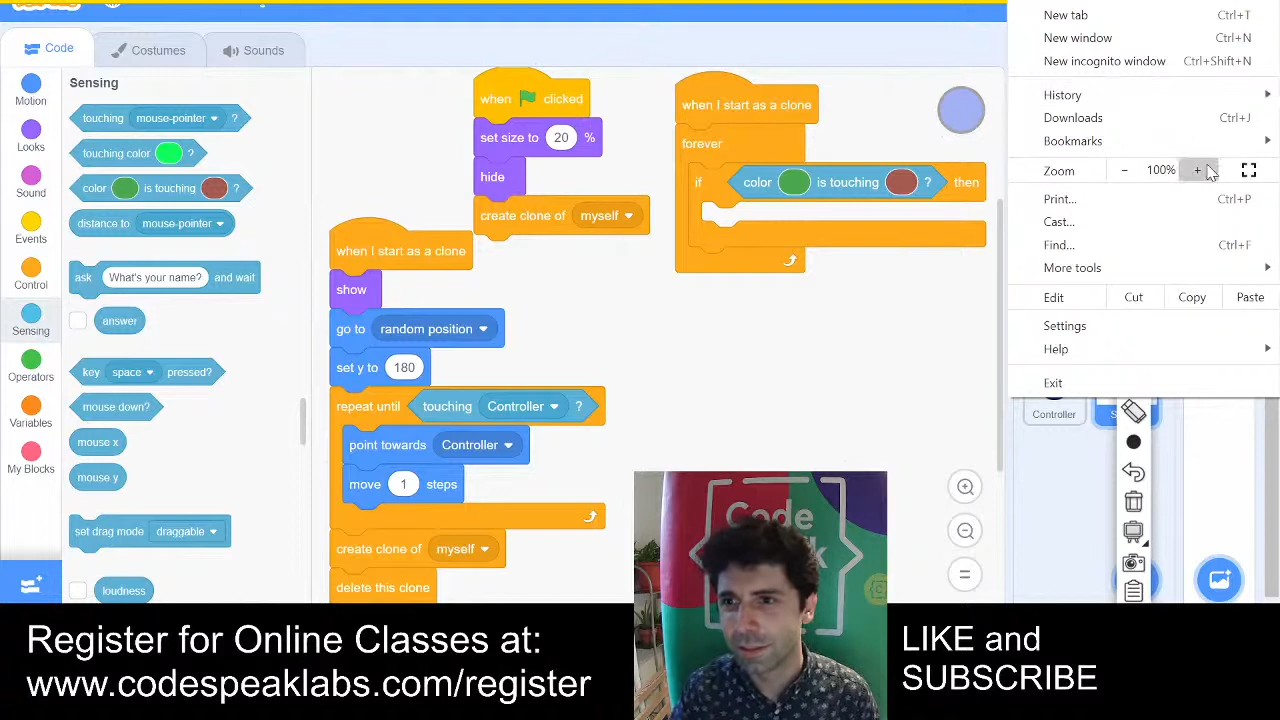 Code
Costumes
Sounds
Motion
Looks
Sound
Events
Control
Sensing
Operators
Variables
My Blocks
Sensing
touching mouse-pointer ?
touching color ?
color is touching ?
distance to mouse-pointer
ask What's your name? and wait
answer
key space pressed?
mouse down?
mouse x
mouse y
set drag mode draggable
loudness
when clicked
set size to 20 %
hide
create clone of myself
when I start as a clone
show
go to random position
set y to 180
repeat until touching Controller ?
point towards Controller
move 1 steps
create clone of myself
delete this clone
when I start as a clone
forever
if color is touching ? then
New tab Ctrl+T
New window Ctrl+N
New incognito window Ctrl+Shift+N
History
Downloads Ctrl+J
Bookmarks
Zoom - 100% +
Print... Ctrl+P
Cast...
Find... Ctrl+F
More tools
Edit Cut Copy Paste
Settings
Help
Exit
Controller
Code
Register for Online Classes at:
www.codespeaklabs.com/register
LIKE and
SUBSCRIBE